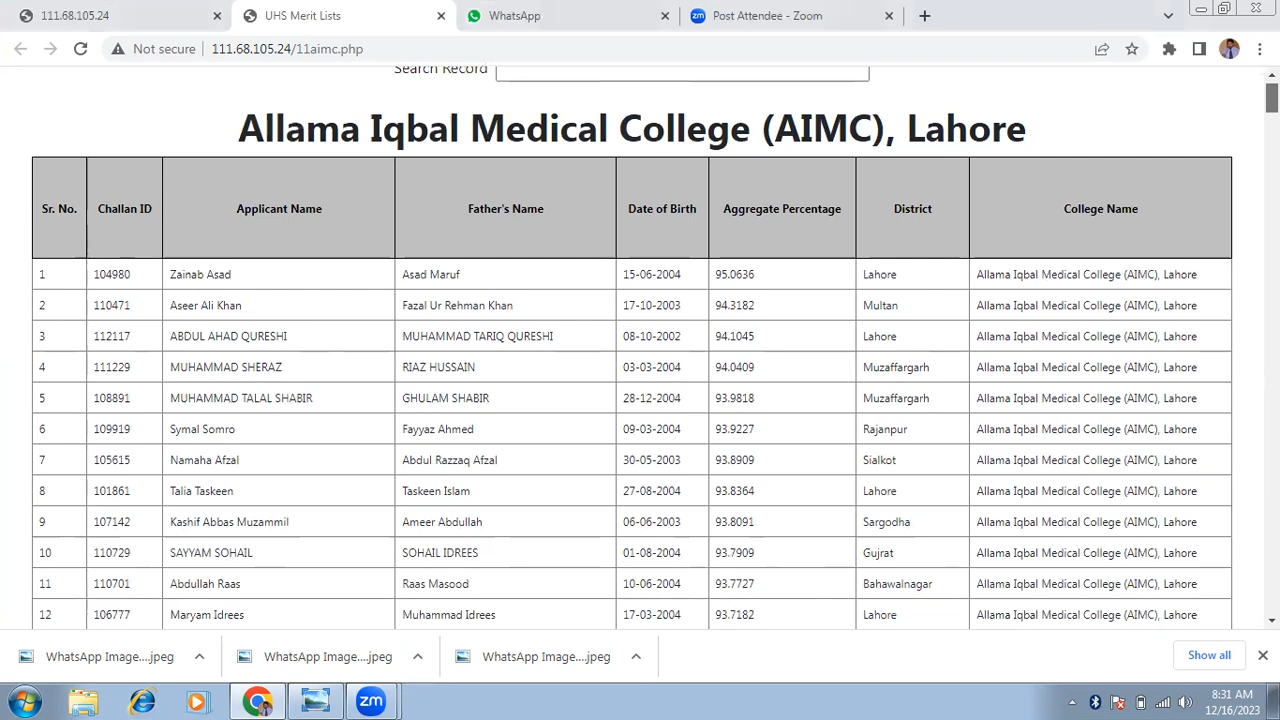 111.68.105.24 UHS Merit Lists WhatsApp Post Attendee - Zoom
Not secure 111.68.105.24/11aimc.php
Search Record
Allama Iqbal Medical College (AIMC), Lahore
Sr. No. Challan ID Applicant Name Father's Name Date of Birth Aggregate Percentage District College Name
1 104980 Zainab Asad Asad Maruf 15-06-2004 95.0636 Lahore Allama Iqbal Medical College (AIMC), Lahore
2 110471 Aseer Ali Khan Fazal Ur Rehman Khan 17-10-2003 94.3182 Multan Allama Iqbal Medical College (AIMC), Lahore
3 112117 ABDUL AHAD QURESHI MUHAMMAD TARIQ QURESHI 08-10-2002 94.1045 Lahore Allama Iqbal Medical College (AIMC), Lahore
4 111229 MUHAMMAD SHERAZ RIAZ HUSSAIN 03-03-2004 94.0409 Muzaffargarh Allama Iqbal Medical College (AIMC), Lahore
5 108891 MUHAMMAD TALAL SHABIR GHULAM SHABIR 28-12-2004 93.9818 Muzaffargarh Allama Iqbal Medical College (AIMC), Lahore
6 109919 Symal Somro Fayyaz Ahmed 09-03-2004 93.9227 Rajanpur Allama Iqbal Medical College (AIMC), Lahore
7 105615 Namaha Afzal Abdul Razzaq Afzal 30-05-2003 93.8909 Sialkot Allama Iqbal Medical College (AIMC), Lahore
8 101861 Talia Taskeen Taskeen Islam 27-08-2004 93.8364 Lahore Allama Iqbal Medical College (AIMC), Lahore
9 107142 Kashif Abbas Muzammil Ameer Abdullah 06-06-2003 93.8091 Sargodha Allama Iqbal Medical College (AIMC), Lahore
10 110729 SAYYAM SOHAIL SOHAIL IDREES 01-08-2004 93.7909 Gujrat Allama Iqbal Medical College (AIMC), Lahore
11 110701 Abdullah Raas Raas Masood 10-06-2004 93.7727 Bahawalnagar Allama Iqbal Medical College (AIMC), Lahore
12 106777 Maryam Idrees Muhammad Idrees 17-03-2004 93.7182 Lahore Allama Iqbal Medical College (AIMC), Lahore
WhatsApp Image....jpeg WhatsApp Image....jpeg WhatsApp Image....jpeg Show all
zm 8:31 AM
12/16/2023